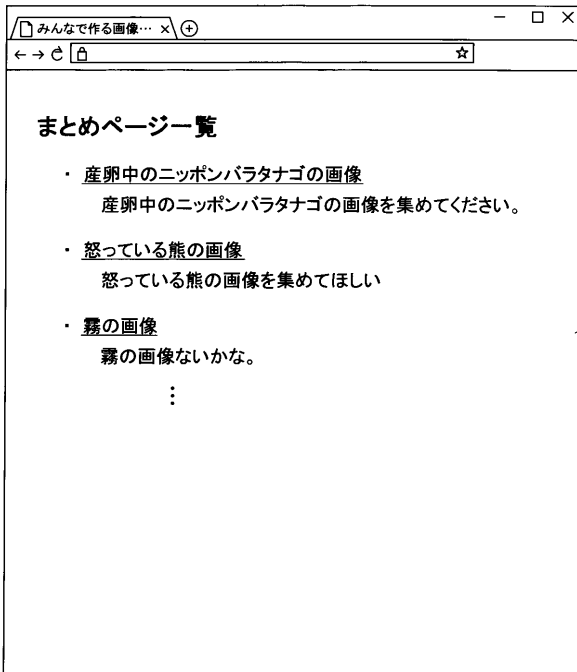 みんなで作る画像… ×
まとめページ一覧
・ 産卵中のニッポンバラタナゴの画像
産卵中のニッポンバラタナゴの画像を集めてください。
・ 怒っている熊の画像
怒っている熊の画像を集めてほしい
・ 霧の画像
霧の画像ないかな。
⋮